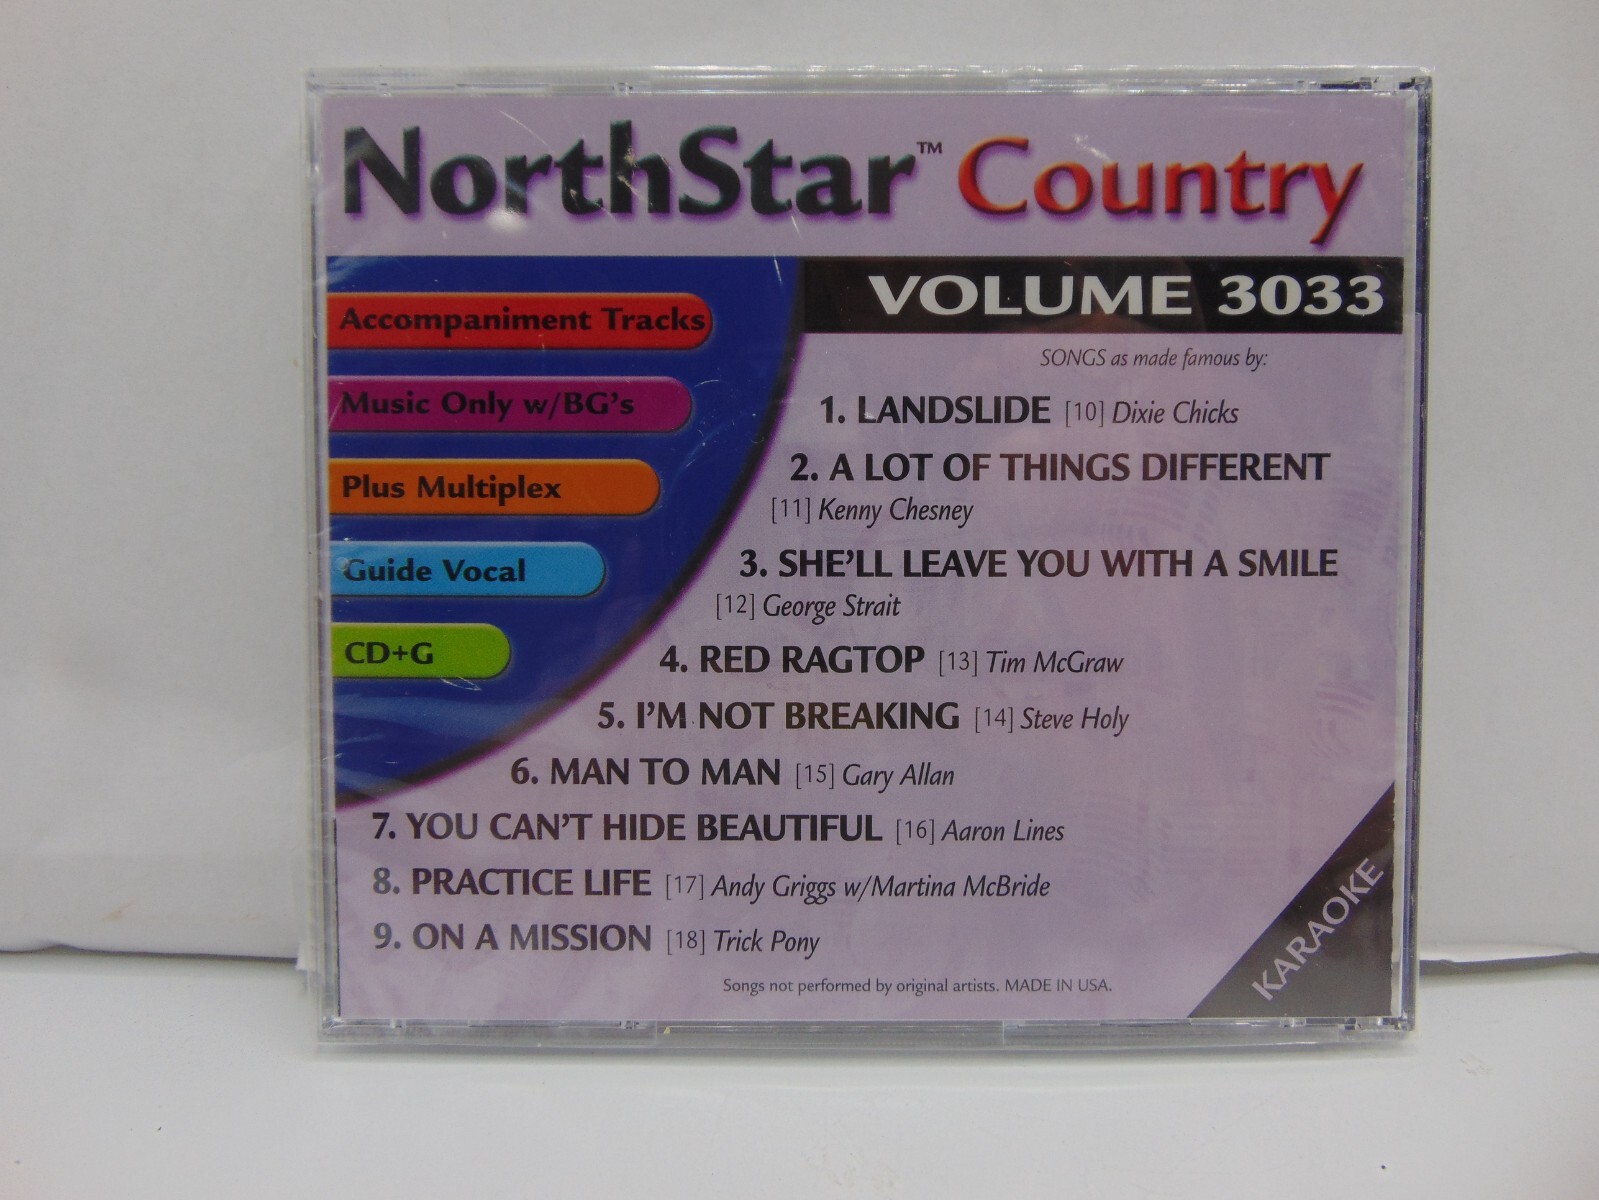 NorthStar™ Country
VOLUME 3033
Accompaniment Tracks
Music Only w/BG's
Plus Multiplex
Guide Vocal
CD+G
SONGS as made famous by:
1. LANDSLIDE [10] Dixie Chicks
2. A LOT OF THINGS DIFFERENT
[11] Kenny Chesney
3. SHE'LL LEAVE YOU WITH A SMILE
[12] George Strait
4. RED RAGTOP [13] Tim McGraw
5. I'M NOT BREAKING [14] Steve Holy
6. MAN TO MAN [15] Gary Allan
7. YOU CAN'T HIDE BEAUTIFUL [16] Aaron Lines
8. PRACTICE LIFE [17] Andy Griggs w/Martina McBride
9. ON A MISSION [18] Trick Pony
Songs not performed by original artists. MADE IN USA.
KARAOKE